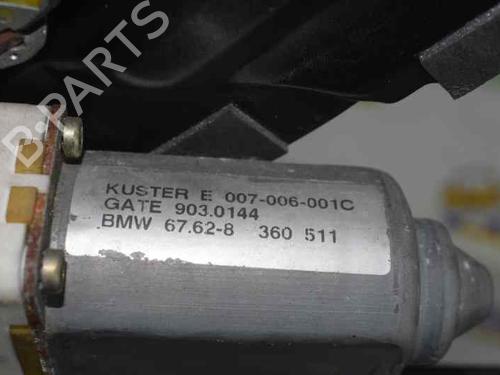 B-PARTS
KUSTER E 007-006-001C
GATE 903.0144
BMW 67.62-8 360 511